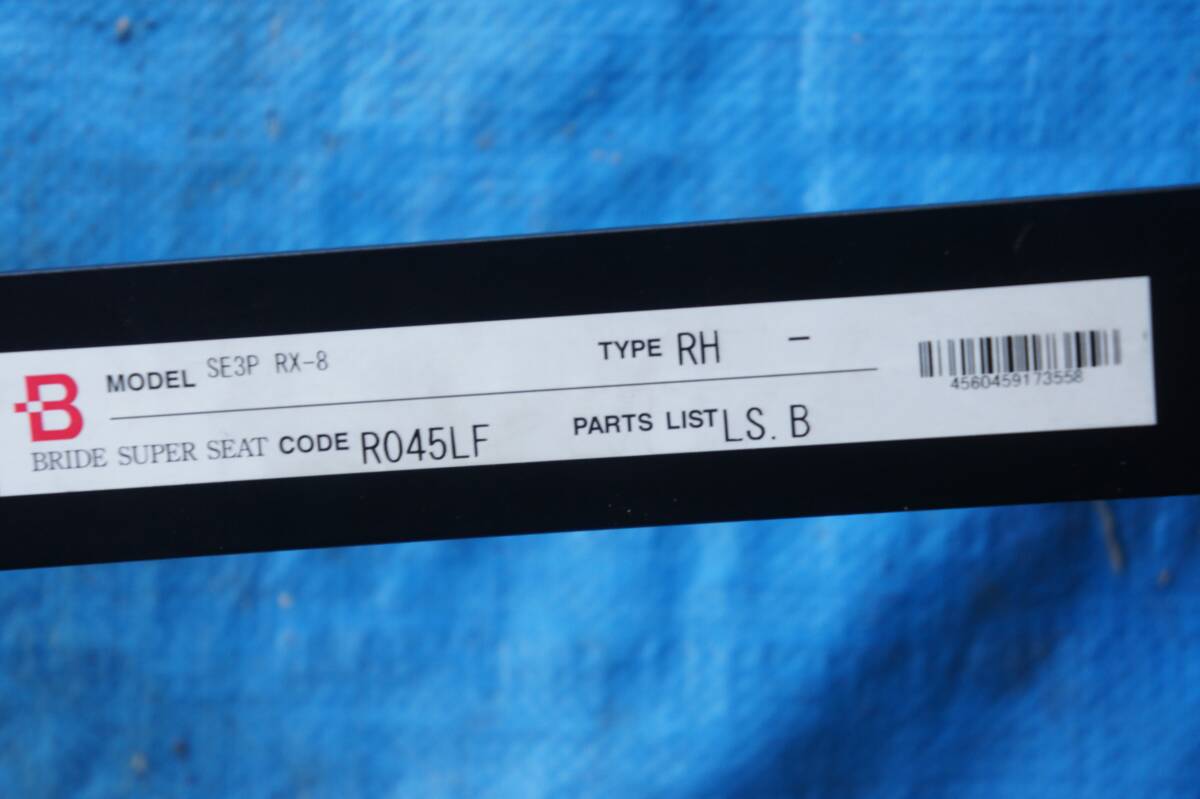 B
MODEL SE3P RX-8 TYPE RH -
BRIDE SUPER SEAT CODE R045LF PARTS LIST LS. B
4560459173558